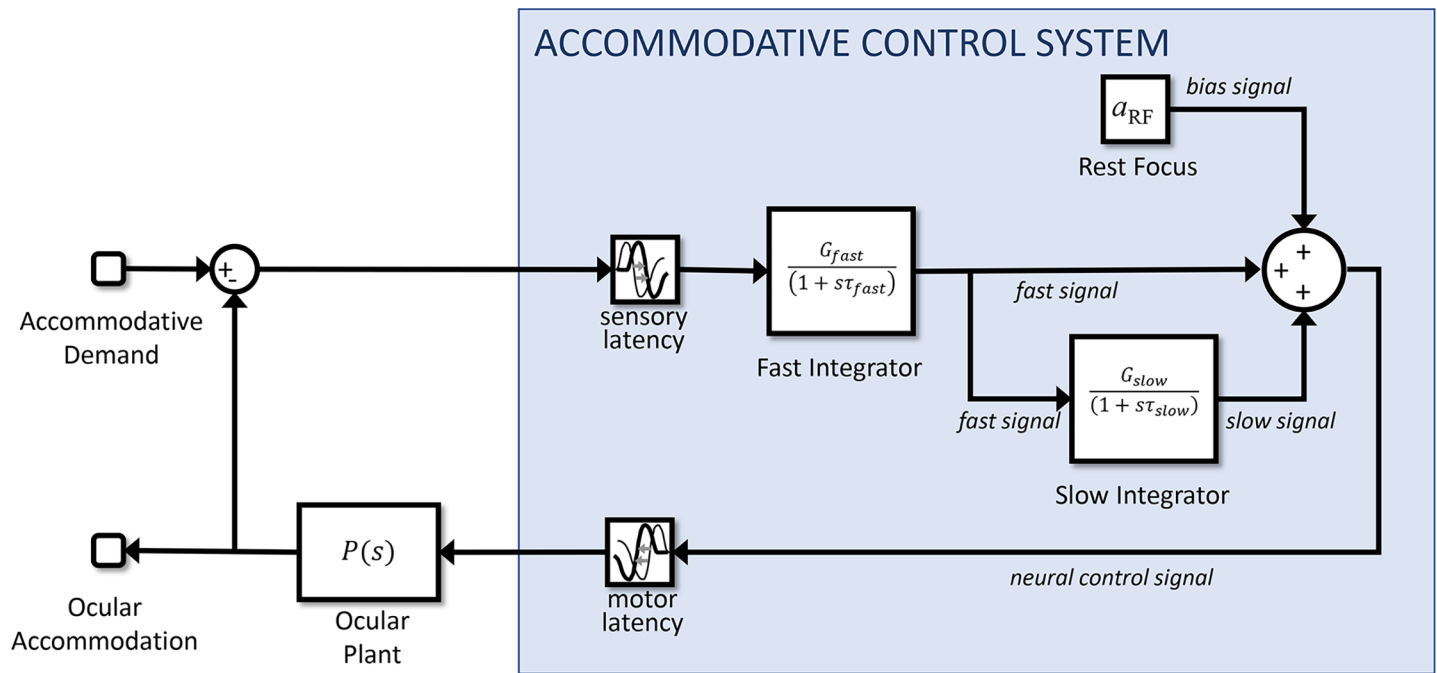 ACCOMMODATIVE CONTROL SYSTEM
bias signal
a_RF
Rest Focus
+
-
Accommodative
Demand
sensory
latency
G_fast
(1 + sτ_fast)
Fast Integrator
fast signal
+
+
+
fast signal
G_slow
(1 + sτ_slow)
slow signal
Slow Integrator
Ocular
Accommodation
P(s)
Ocular
Plant
motor
latency
neural control signal